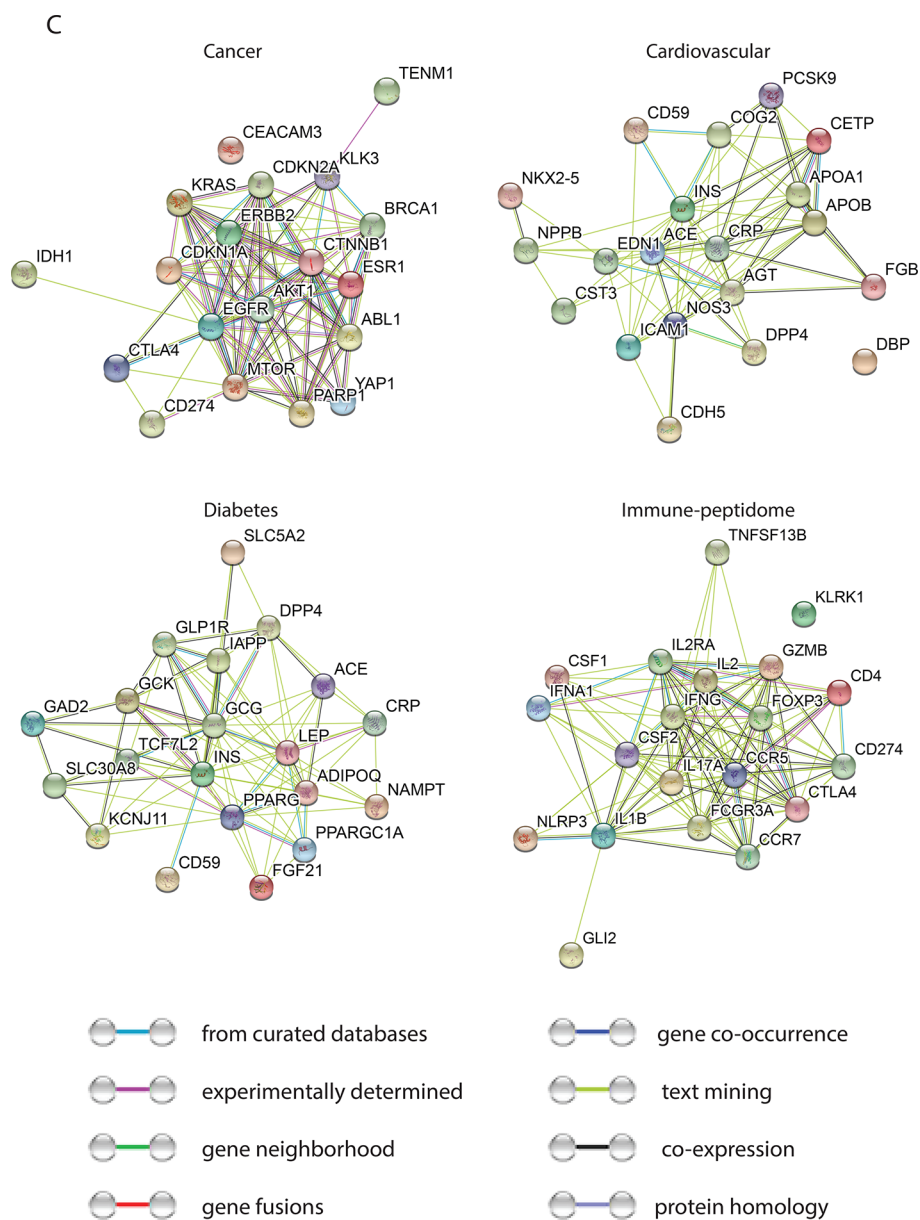 C
Cancer
TENM1
CEACAM3
CDKN2A
KLK3
KRAS
ERBB2
BRCA1
CTNNB1
CDKN1A
IDH1
ESR1
AKT1
EGFR
ABL1
CTLA4
MTOR
PARP1
YAP1
CD274
Cardiovascular
PCSK9
CD59
COG2
CETP
NKX2-5
INS
APOA1
APOB
NPPB
EDN1
ACE
CRP
AGT
FGB
CST3
NOS3
ICAM1
DPP4
DBP
CDH5
Diabetes
SLC5A2
DPP4
GLP1R
IAPP
ACE
GCK
GAD2
GCG
CRP
TCF7L2
LEP
INS
SLC30A8
ADIPOQ
NAMPT
KCNJ11
PPARG
PPARGC1A
CD59
FGF21
Immune-peptidome
TNFSF13B
KLRK1
IL2RA
GZMB
CSF1
IL2
CD4
IFNA1
IFNG
FOXP3
CSF2
CD274
IL17A
CCR5
CTLA4
FCGR3A
NLRP3
IL1B
CCR7
GLI2
from curated databases
gene co-occurrence
experimentally determined
text mining
gene neighborhood
co-expression
gene fusions
protein homology